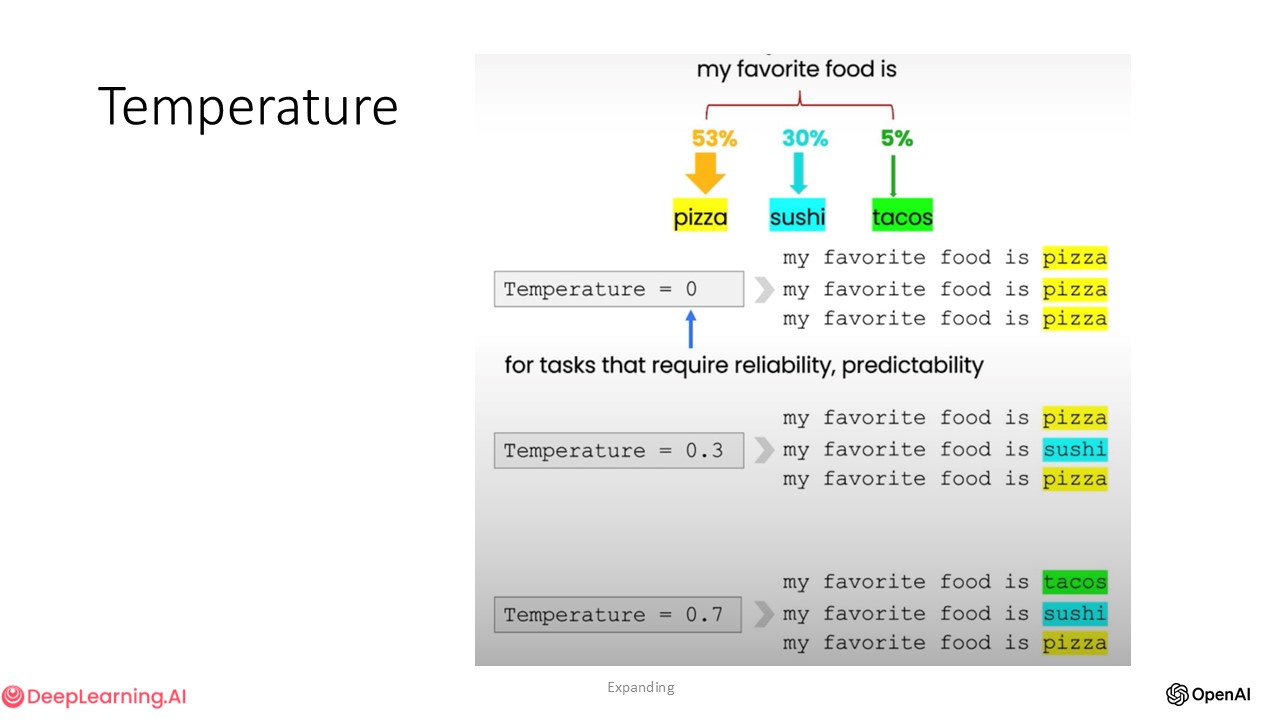 Temperature
my favorite food is
53% 30% 5%
pizza sushi tacos
my favorite food is pizza
Temperature = 0 my favorite food is pizza
my favorite food is pizza
for tasks that require reliability, predictability
my favorite food is pizza
Temperature = 0.3 my favorite food is sushi
my favorite food is pizza
my favorite food is tacos
Temperature = 0.7 my favorite food is sushi
my favorite food is pizza
DeepLearning.AI
Expanding
OpenAI